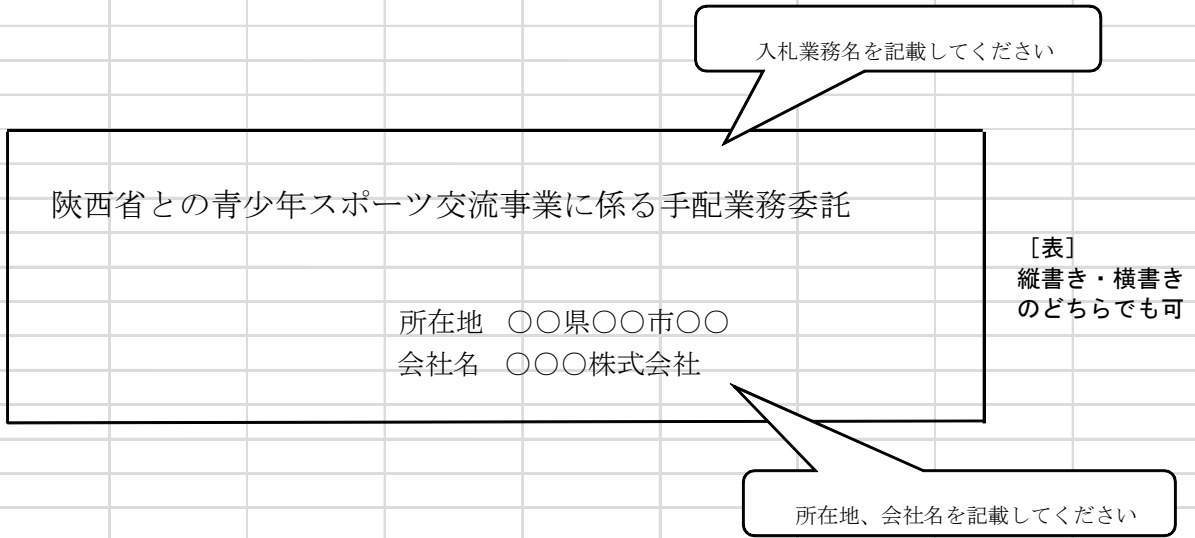 入札業務名を記載してください
陝西省との青少年スポーツ交流事業に係る手配業務委託
［表］
縦書き・横書き
のどちらでも可
所在地　〇〇県〇〇市〇〇
会社名　〇〇〇株式会社
所在地、会社名を記載してください